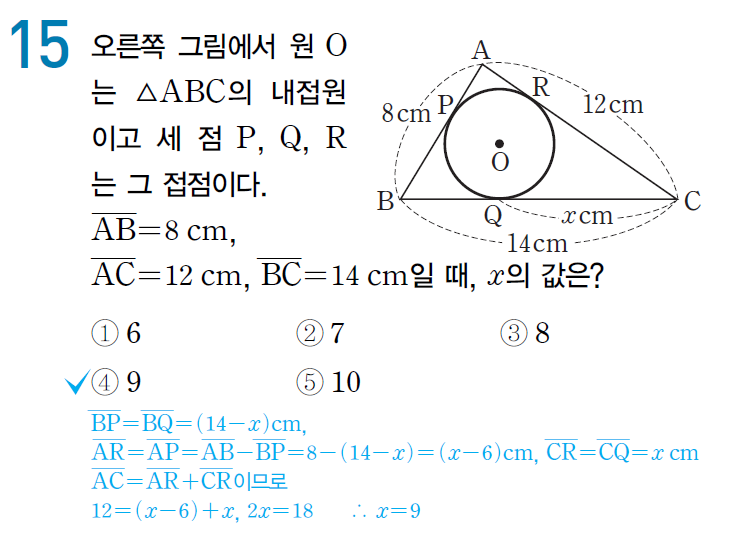 15 오른쪽 그림에서 원 O
는 △ABC의 내접원
이고 세 점 P, Q, R
는 그 접점이다.
A
R
12cm
8cm
P
O
B
Q
xcm
C
14cm
AB=8 cm,
AC=12 cm, BC=14 cm일 때, x의 값은?
① 6 ② 7 ③ 8
④ 9 ⑤ 10
BP=BQ=(14-x)cm,
AR=AP=AB-BP=8-(14-x)=(x-6)cm, CR=CQ=x cm
AC=AR+CR이므로
12=(x-6)+x, 2x=18 ∴ x=9